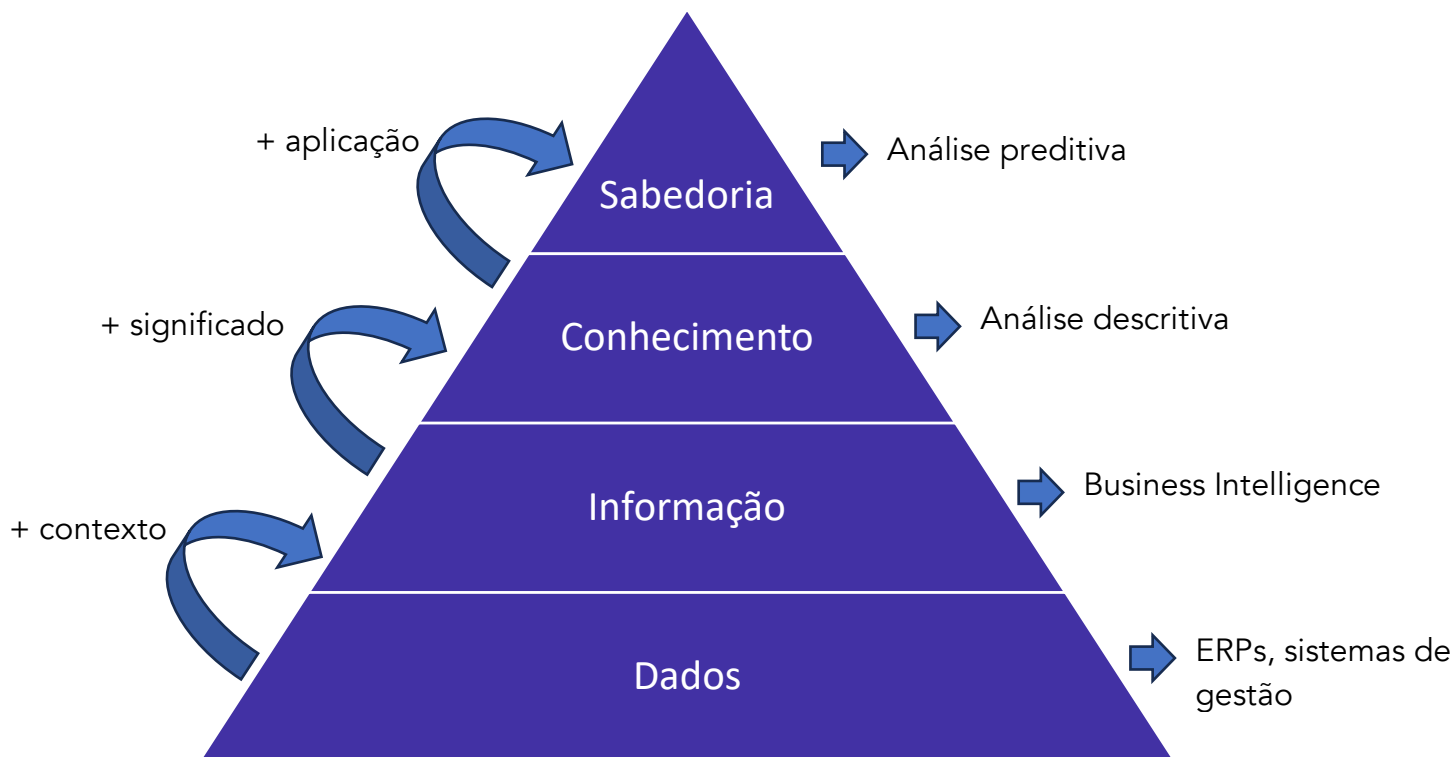 + aplicação
Análise preditiva
Sabedoria
+ significado
Análise descritiva
Conhecimento
Business Intelligence
Informação
+ contexto
ERPs, sistemas de
gestão
Dados